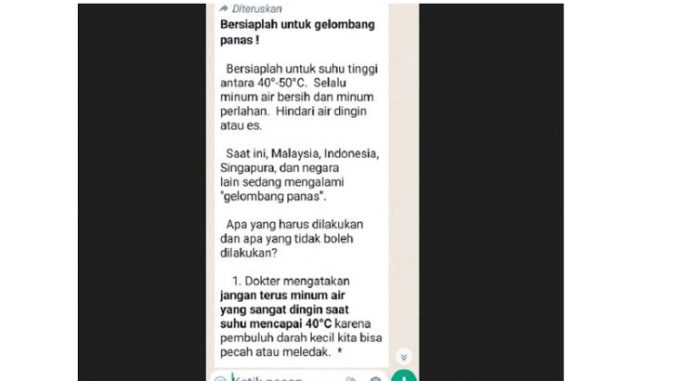 Diteruskan
Bersiaplah untuk gelombang
panas !
Bersiaplah untuk suhu tinggi
antara 40°-50°C. Selalu
minum air bersih dan minum
perlahan. Hindari air dingin
atau es.
Saat ini, Malaysia, Indonesia,
Singapura, dan negara
lain sedang mengalami
"gelombang panas".
Apa yang harus dilakukan
dan apa yang tidak boleh
dilakukan?
1. Dokter mengatakan
jangan terus minum air
yang sangat dingin saat
suhu mencapai 40°C karena
pembuluh darah kecil kita bisa
pecah atau meledak. *
Ketik pesan